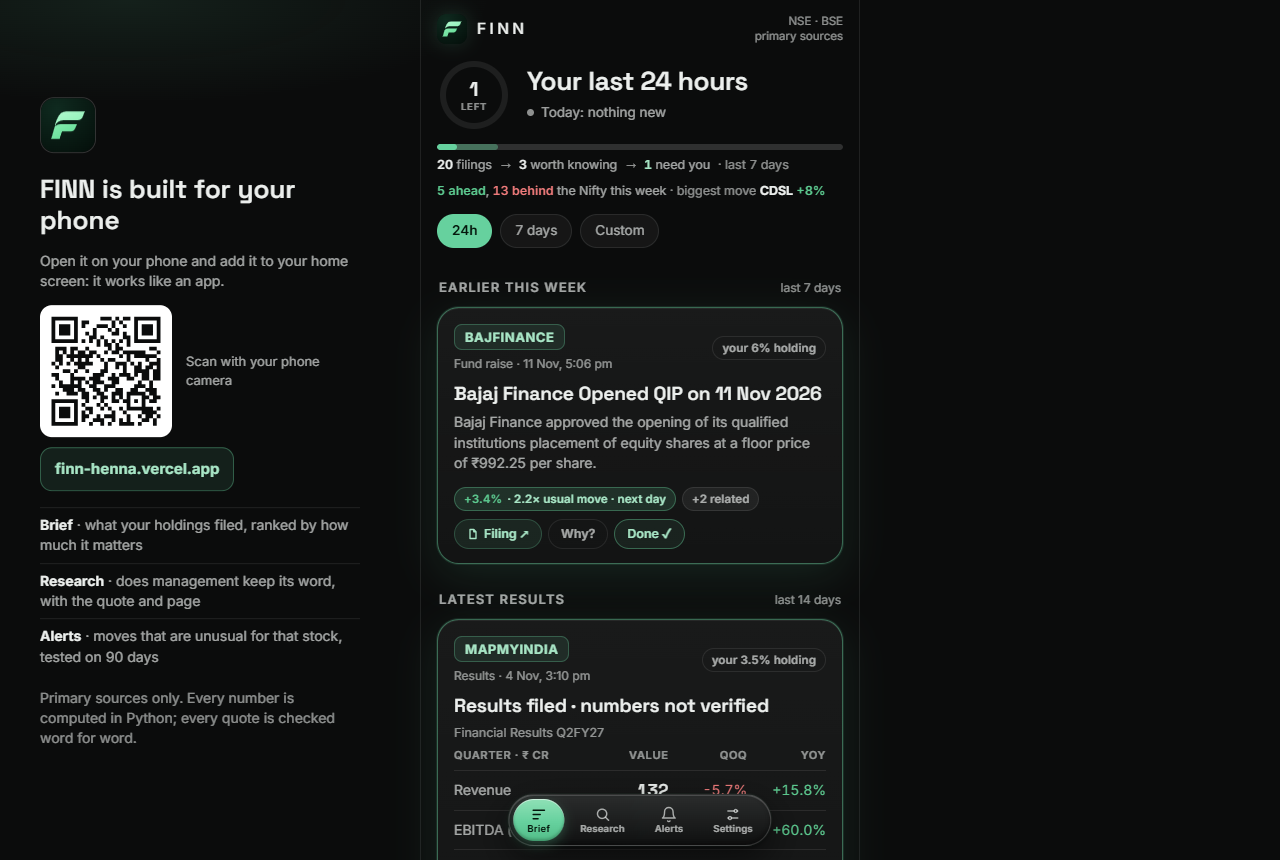 FINN is built for your
phone
Open it on your phone and add it to your home
screen: it works like an app.
Scan with your phone
camera
finn-henna.vercel.app
Brief · what your holdings filed, ranked by how
much it matters
Research · does management keep its word,
with the quote and page
Alerts · moves that are unusual for that stock,
tested on 90 days
Primary sources only. Every number is
computed in Python; every quote is checked
word for word.
FINN
NSE · BSE
primary sources
1
LEFT
Your last 24 hours
Today: nothing new
20 filings → 3 worth knowing → 1 need you · last 7 days
5 ahead, 13 behind the Nifty this week · biggest move CDSL +8%
24h 7 days Custom
EARLIER THIS WEEK last 7 days
BAJFINANCE
your 6% holding
Fund raise · 11 Nov, 5:06 pm
Bajaj Finance Opened QIP on 11 Nov 2026
Bajaj Finance approved the opening of its qualified
institutions placement of equity shares at a floor price
of ₹992.25 per share.
+3.4% · 2.2× usual move · next day +2 related
Filing ↗ Why? Done ✓
LATEST RESULTS last 14 days
MAPMYINDIA
your 3.5% holding
Results · 4 Nov, 3:10 pm
Results filed · numbers not verified
Financial Results Q2FY27
QUARTER · ₹ CR VALUE QOQ YOY
Revenue 132 -5.7% +15.8%
EBITDA +60.0%
Brief Research Alerts Settings